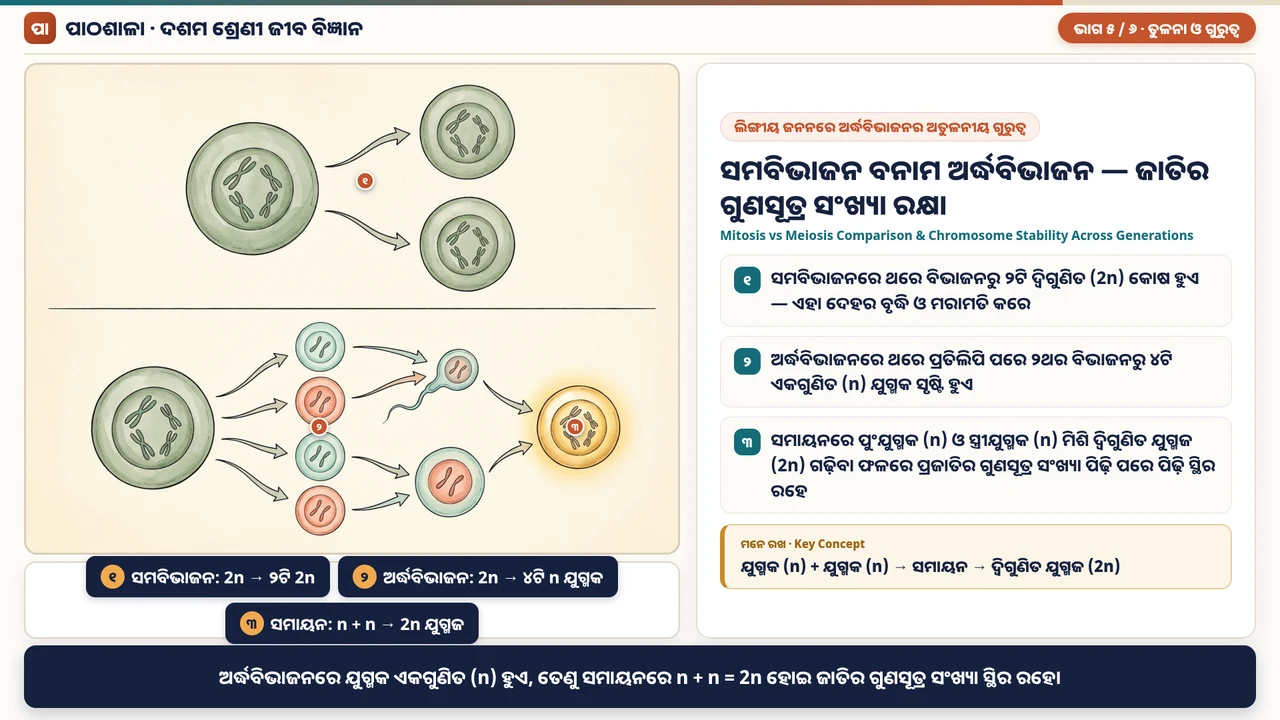 ପା ପାଠଶାଳା · ଦଶମ ଶ୍ରେଣୀ ଜୀବ ବିଜ୍ଞାନ
ଭାଗ ୫ / ୬ · ତୁଳନା ଓ ଗୁରୁତ୍ୱ
୧
୨
୩
୧ ସମବିଭାଜନ: 2n → ୨ଟି 2n
୨ ଅର୍ଦ୍ଧବିଭାଜନ: 2n → ୪ଟି n ଯୁଗ୍ମକ
୩ ସମାୟନ: n + n → 2n ଯୁଗ୍ମଜ
ଲିଙ୍ଗୀୟ ଜନନରେ ଅର୍ଦ୍ଧବିଭାଜନର ଅତୁଳନୀୟ ଗୁରୁତ୍ୱ
ସମବିଭାଜନ ବନାମ ଅର୍ଦ୍ଧବିଭାଜନ — ଜାତିର
ଗୁଣସୂତ୍ର ସଂଖ୍ୟା ରକ୍ଷା
Mitosis vs Meiosis Comparison & Chromosome Stability Across Generations
୧ ସମବିଭାଜନରେ ଥରେ ବିଭାଜନରୁ ୨ଟି ଦ୍ୱିଗୁଣିତ (2n) କୋଷ ହୁଏ
— ଏହା ଦେହର ବୃଦ୍ଧି ଓ ମରାମତି କରେ
୨ ଅର୍ଦ୍ଧବିଭାଜନରେ ଥରେ ପ୍ରତିଲିପି ପରେ ୨ଥର ବିଭାଜନରୁ ୪ଟି
ଏକଗୁଣିତ (n) ଯୁଗ୍ମକ ସୃଷ୍ଟି ହୁଏ
୩ ସମାୟନରେ ପୁଂଯୁଗ୍ମକ (n) ଓ ସ୍ତ୍ରୀଯୁଗ୍ମକ (n) ମିଶି ଦ୍ୱିଗୁଣିତ ଯୁଗ୍ମଜ
(2n) ଗଢ଼ିବା ଫଳରେ ପ୍ରଜାତିର ଗୁଣସୂତ୍ର ସଂଖ୍ୟା ପିଢ଼ି ପରେ ପିଢ଼ି ସ୍ଥିର
ରହେ
ମନେ ରଖ · Key Concept
ଯୁଗ୍ମକ (n) + ଯୁଗ୍ମକ (n) → ସମାୟନ → ଦ୍ୱିଗୁଣିତ ଯୁଗ୍ମଜ (2n)
ଅର୍ଦ୍ଧବିଭାଜନରେ ଯୁଗ୍ମକ ଏକଗୁଣିତ (n) ହୁଏ, ତେଣୁ ସମାୟନରେ n + n = 2n ହୋଇ ଜାତିର ଗୁଣସୂତ୍ର ସଂଖ୍ୟା ସ୍ଥିର ରହେ।